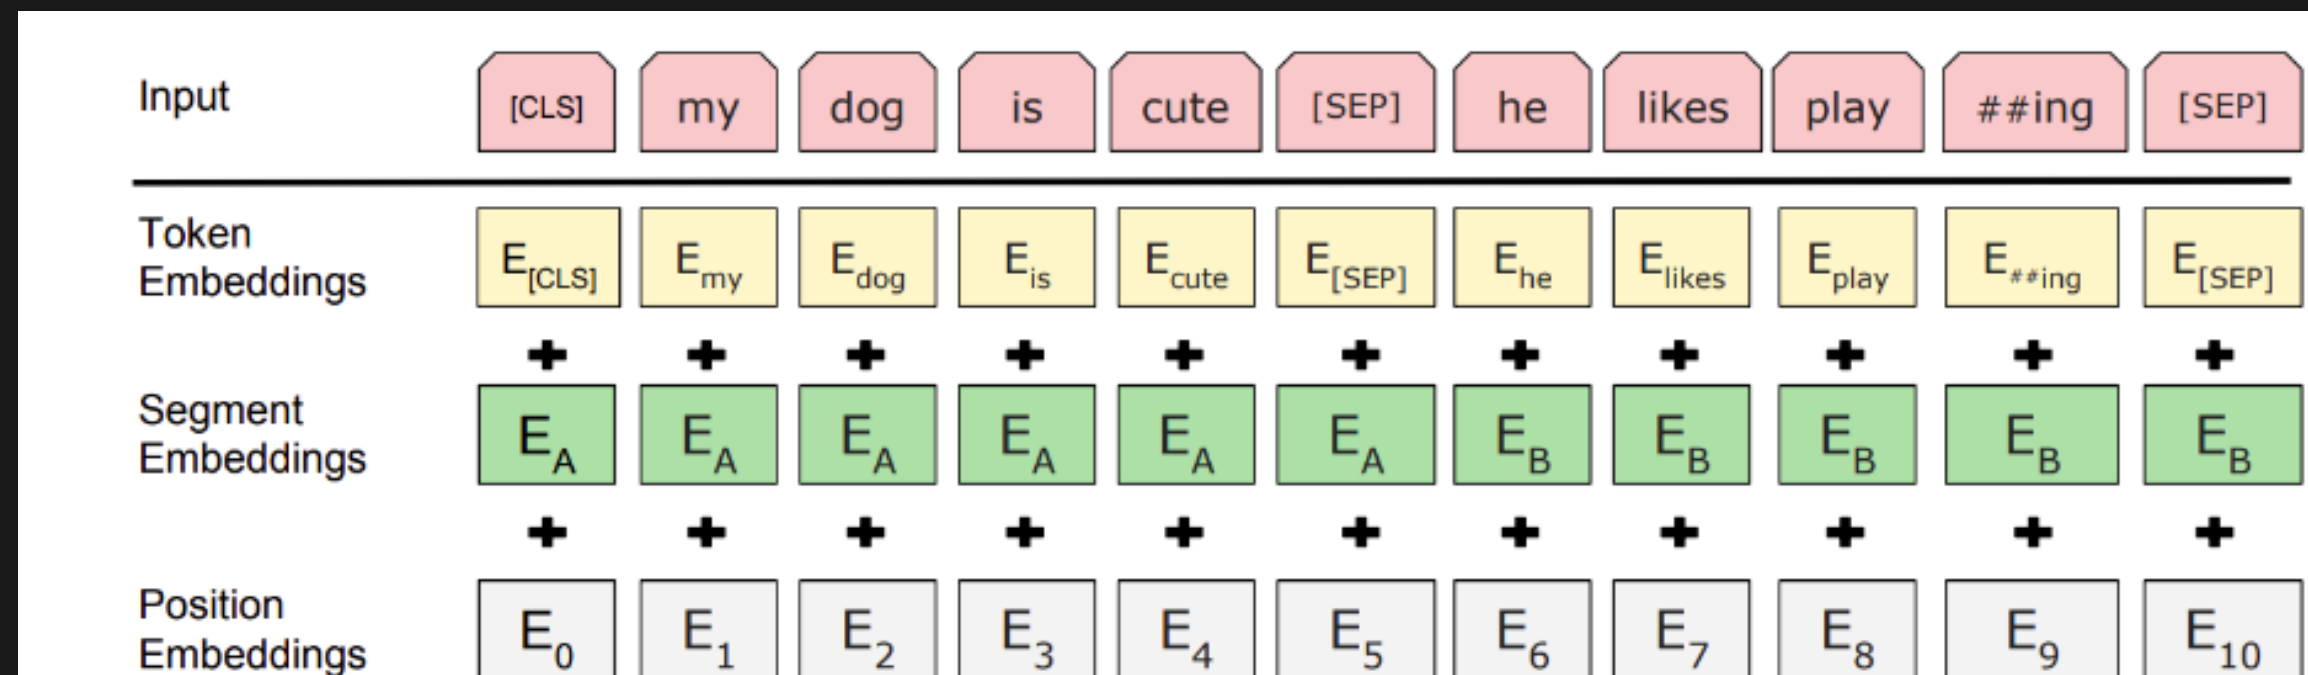 Input [CLS] my dog is cute [SEP] he likes play ##ing [SEP]
Token
Embeddings E[CLS] Emy Edog Eis Ecute E[SEP] Ehe Elikes Eplay E##ing E[SEP]
+ + + + + + + + + + +
Segment
Embeddings EA EA EA EA EA EA EB EB EB EB EB
+ + + + + + + + + + +
Position
Embeddings E0 E1 E2 E3 E4 E5 E6 E7 E8 E9 E10